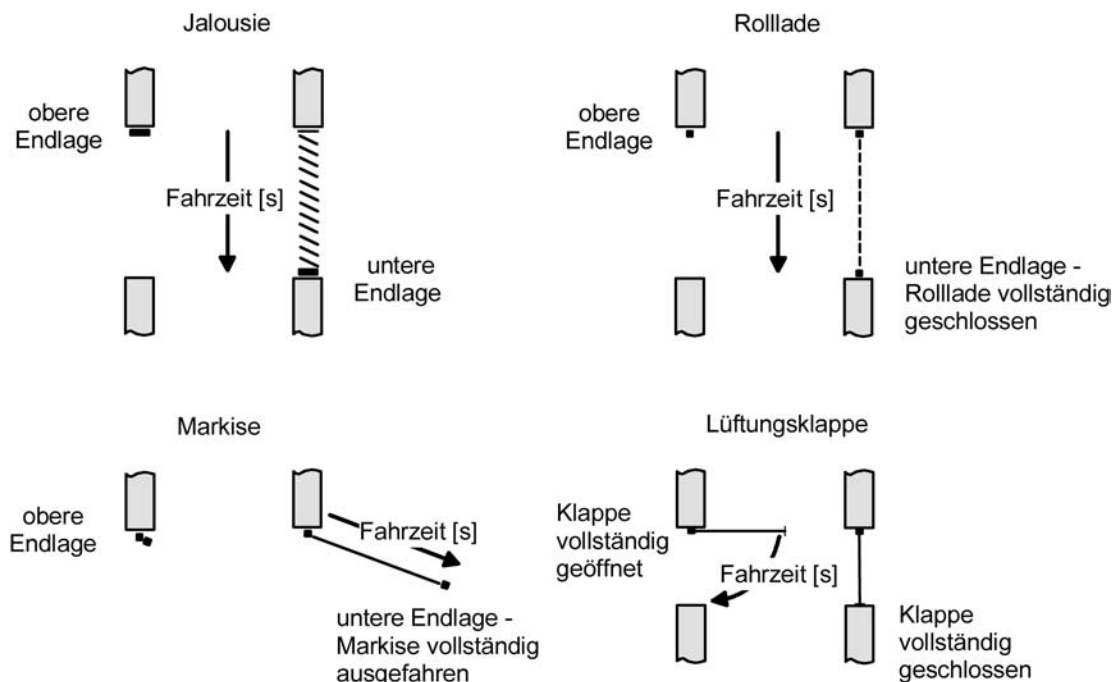 Jalousie
obere
Endlage
Fahrzeit [s]
untere
Endlage
Rolllade
obere
Endlage
Fahrzeit [s]
untere Endlage -
Rolllade vollständig
geschlossen
Markise
obere
Endlage
Fahrzeit [s]
untere Endlage -
Markise vollständig
ausgefahren
Lüftungsklappe
Klappe
vollständig
geöffnet
Fahrzeit [s]
Klappe
vollständig
geschlossen